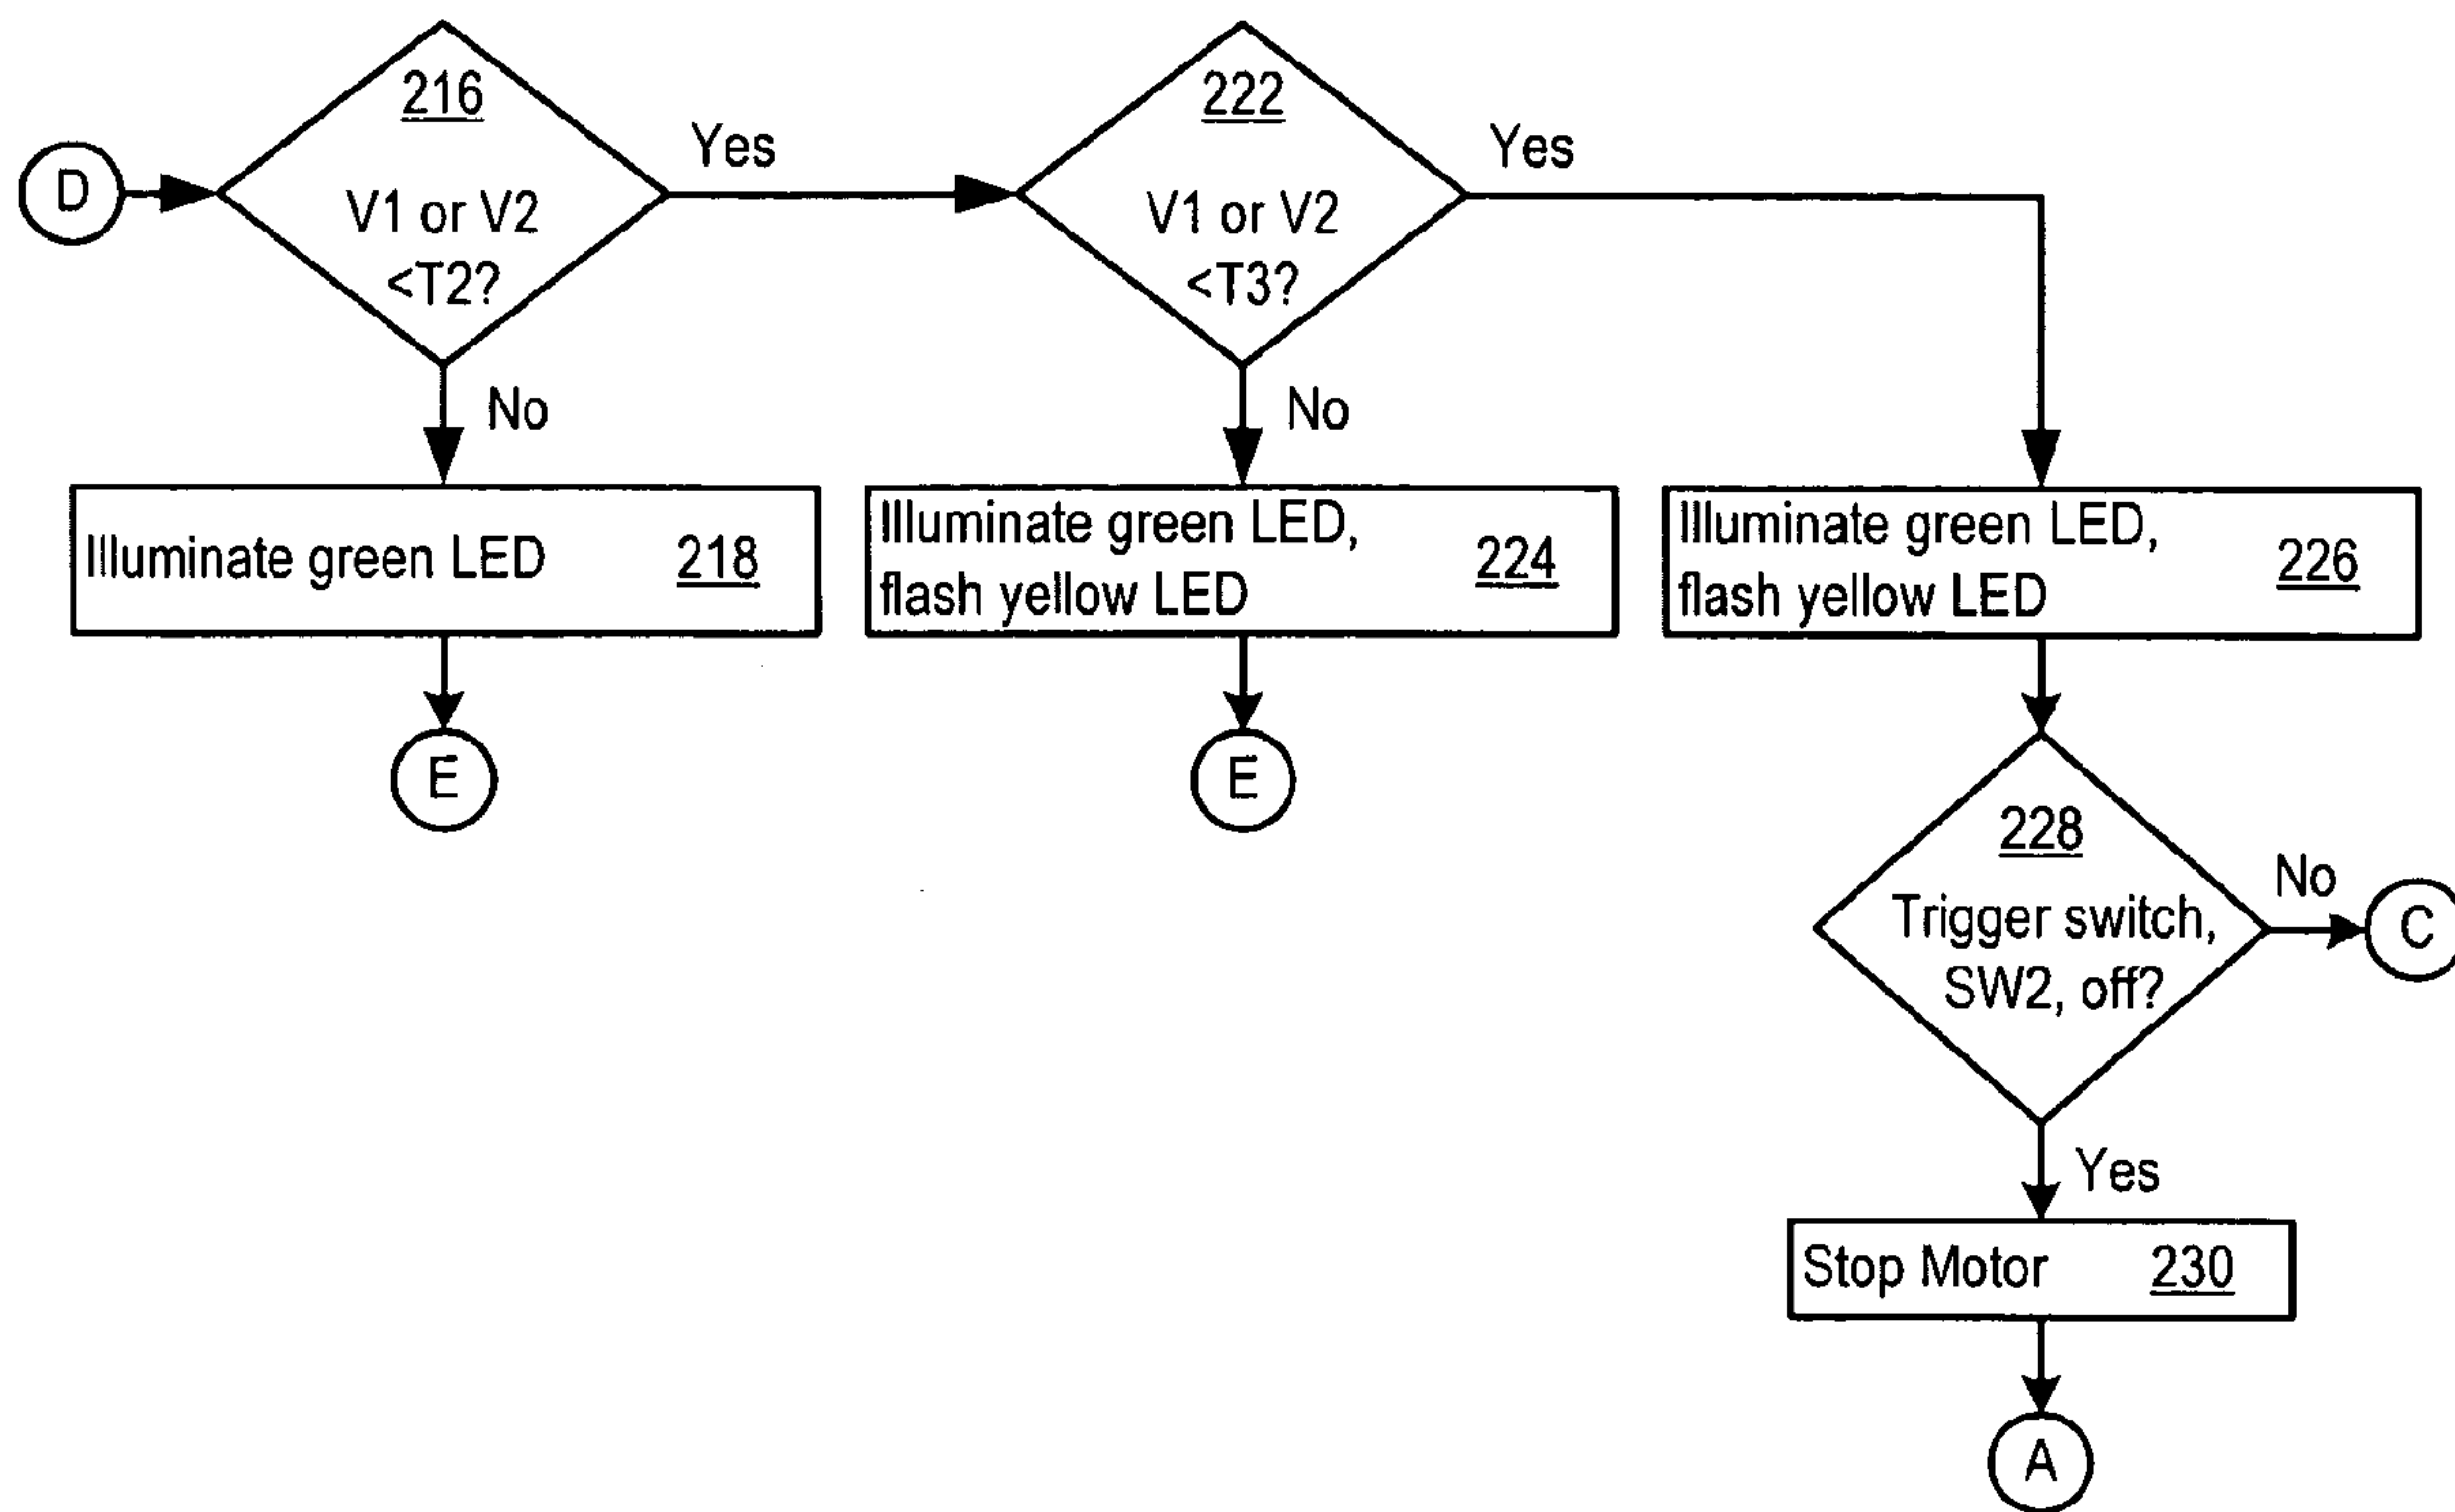 D
216
V1 or V2
<T2?
Yes
222
V1 or V2
<T3?
Yes
No
No
Illuminate green LED 218
Illuminate green LED,
flash yellow LED 224
Illuminate green LED,
flash yellow LED 226
E
E
228
Trigger switch,
SW2, off?
No
C
Yes
Stop Motor 230
A